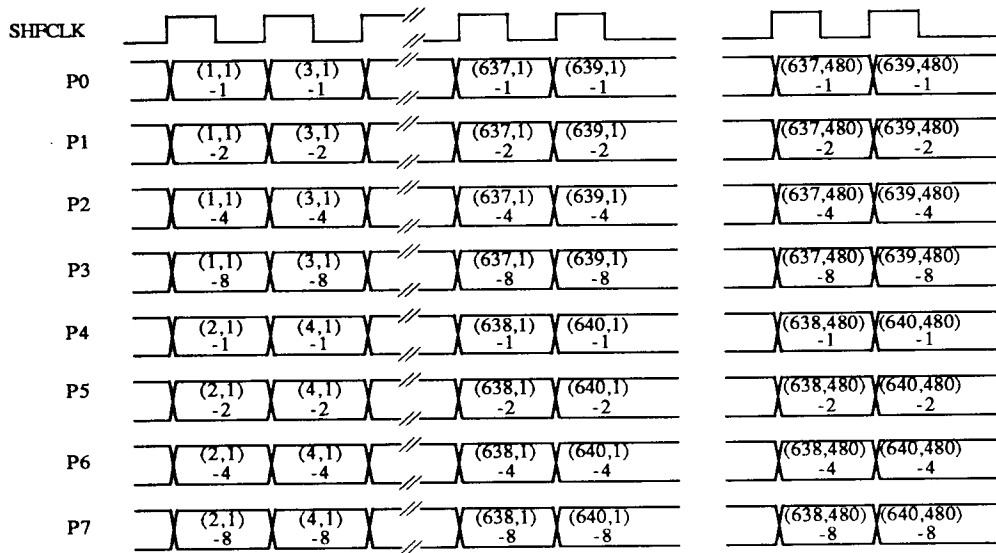 SHFCLK
P0 (1,1) (3,1) (637,1) (639,1) (637,480) (639,480)
-1 -1 -1 -1 -1 -1
P1 (1,1) (3,1) (637,1) (639,1) (637,480) (639,480)
-2 -2 -2 -2 -2 -2
P2 (1,1) (3,1) (637,1) (639,1) (637,480) (639,480)
-4 -4 -4 -4 -4 -4
P3 (1,1) (3,1) (637,1) (639,1) (637,480) (639,480)
-8 -8 -8 -8 -8 -8
P4 (2,1) (4,1) (638,1) (640,1) (638,480) (640,480)
-1 -1 -1 -1 -1 -1
P5 (2,1) (4,1) (638,1) (640,1) (638,480) (640,480)
-2 -2 -2 -2 -2 -2
P6 (2,1) (4,1) (638,1) (640,1) (638,480) (640,480)
-4 -4 -4 -4 -4 -4
P7 (2,1) (4,1) (638,1) (640,1) (638,480) (640,480)
-8 -8 -8 -8 -8 -8